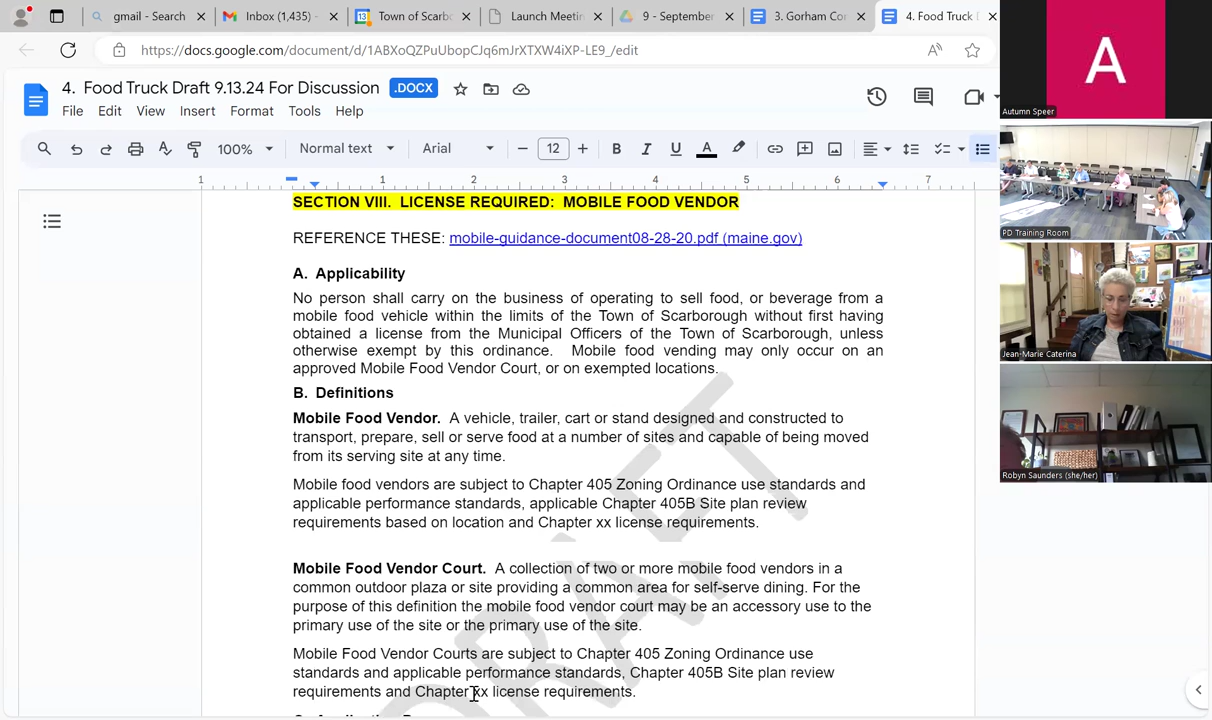 gmail - Search
Inbox (1,435) -
Town of Scarb
Launch Meetin
9 - September
3. Gorham Co
4. Food Truck
https://docs.google.com/document/d/1ABXoQZPuUbopCJq6mJrXTXW4iXP-LE9_/edit
4. Food Truck Draft 9.13.24 For Discussion .DOCX
File Edit View Insert Format Tools Help
100% Normal text Arial 12
1 1 2 3 4 5 6 7
SECTION VIII. LICENSE REQUIRED: MOBILE FOOD VENDOR
REFERENCE THESE: mobile-guidance-document08-28-20.pdf (maine.gov)
A. Applicability
No person shall carry on the business of operating to sell food, or beverage from a
mobile food vehicle within the limits of the Town of Scarborough without first having
obtained a license from the Municipal Officers of the Town of Scarborough, unless
otherwise exempt by this ordinance. Mobile food vending may only occur on an
approved Mobile Food Vendor Court, or on exempted locations.
B. Definitions
Mobile Food Vendor. A vehicle, trailer, cart or stand designed and constructed to
transport, prepare, sell or serve food at a number of sites and capable of being moved
from its serving site at any time.
Mobile food vendors are subject to Chapter 405 Zoning Ordinance use standards and
applicable performance standards, applicable Chapter 405B Site plan review
requirements based on location and Chapter xx license requirements.
Mobile Food Vendor Court. A collection of two or more mobile food vendors in a
common outdoor plaza or site providing a common area for self-serve dining. For the
purpose of this definition the mobile food vendor court may be an accessory use to the
primary use of the site or the primary use of the site.
Mobile Food Vendor Courts are subject to Chapter 405 Zoning Ordinance use
standards and applicable performance standards, Chapter 405B Site plan review
requirements and Chapter xx license requirements.
DRAFT
A
Autumn Speer
PD Training Room
Jean-Marie Caterina
Robyn Saunders (she/her)